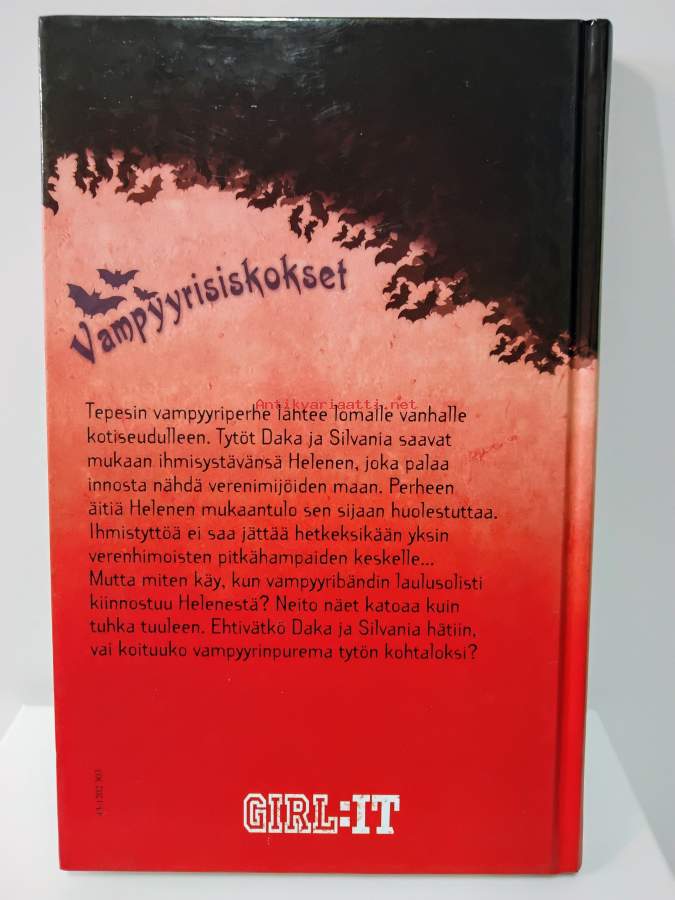 Vampyyrisiskokset
Antikvariaatti.net
Tepesin vampyyriperhe lähtee lomalle vanhalle
kotiseudulleen. Tytöt Daka ja Silvania saavat
mukaan ihmisystävänsä Helenen, joka palaa
innosta nähdä verenimijöiden maan. Perheen
äitiä Helenen mukaantulo sen sijaan huolestuttaa.
Ihmistyttöä ei saa jättää hetkeksikään yksin
verenhimoisten pitkähampaiden keskelle...
Mutta miten käy, kun vampyyribändin laulusolisti
kiinnostuu Helenestä? Neito näet katoaa kuin
tuhka tuuleen. Ehtivätkö Daka ja Silvania hätiin,
vai koituuko vampyyrinpurema tytön kohtaloksi?
GIRL:IT